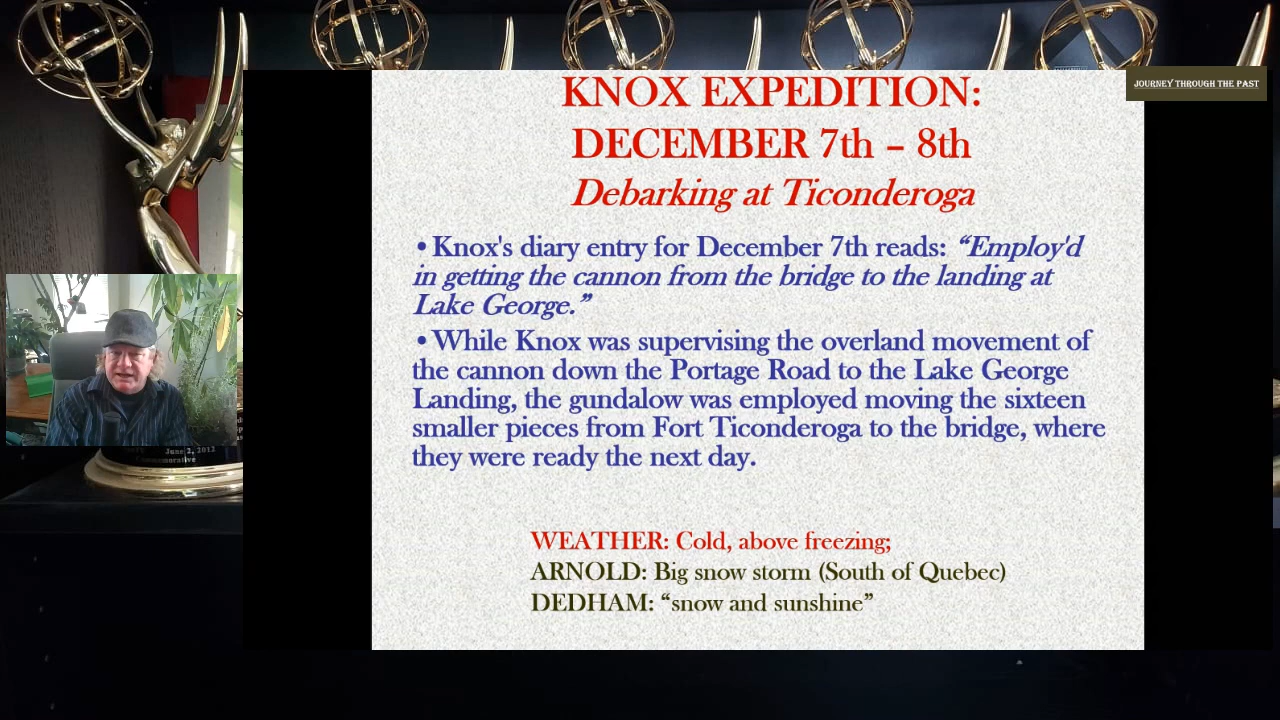 JOURNEY THROUGH THE PAST
KNOX EXPEDITION:
DECEMBER 7th – 8th
Debarking at Ticonderoga
• Knox's diary entry for December 7th reads: “Employ'd
in getting the cannon from the bridge to the landing at
Lake George.”
• While Knox was supervising the overland movement of
the cannon down the Portage Road to the Lake George
Landing, the gundalow was employed moving the sixteen
smaller pieces from Fort Ticonderoga to the bridge, where
they were ready the next day.
WEATHER: Cold, above freezing;
ARNOLD: Big snow storm (South of Quebec)
DEDHAM: “snow and sunshine”
June 2, 2012
Commemorative